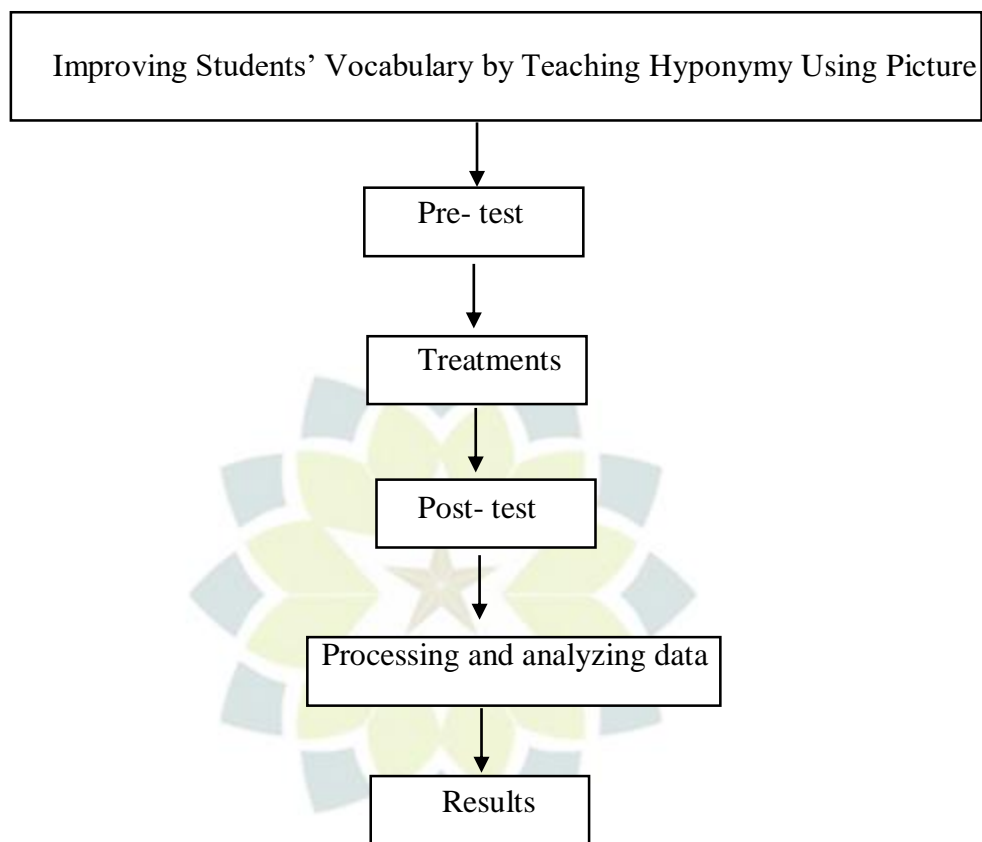 Improving Students’ Vocabulary by Teaching Hyponymy Using Picture
Pre- test
Treatments
Post- test
Processing and analyzing data
Results